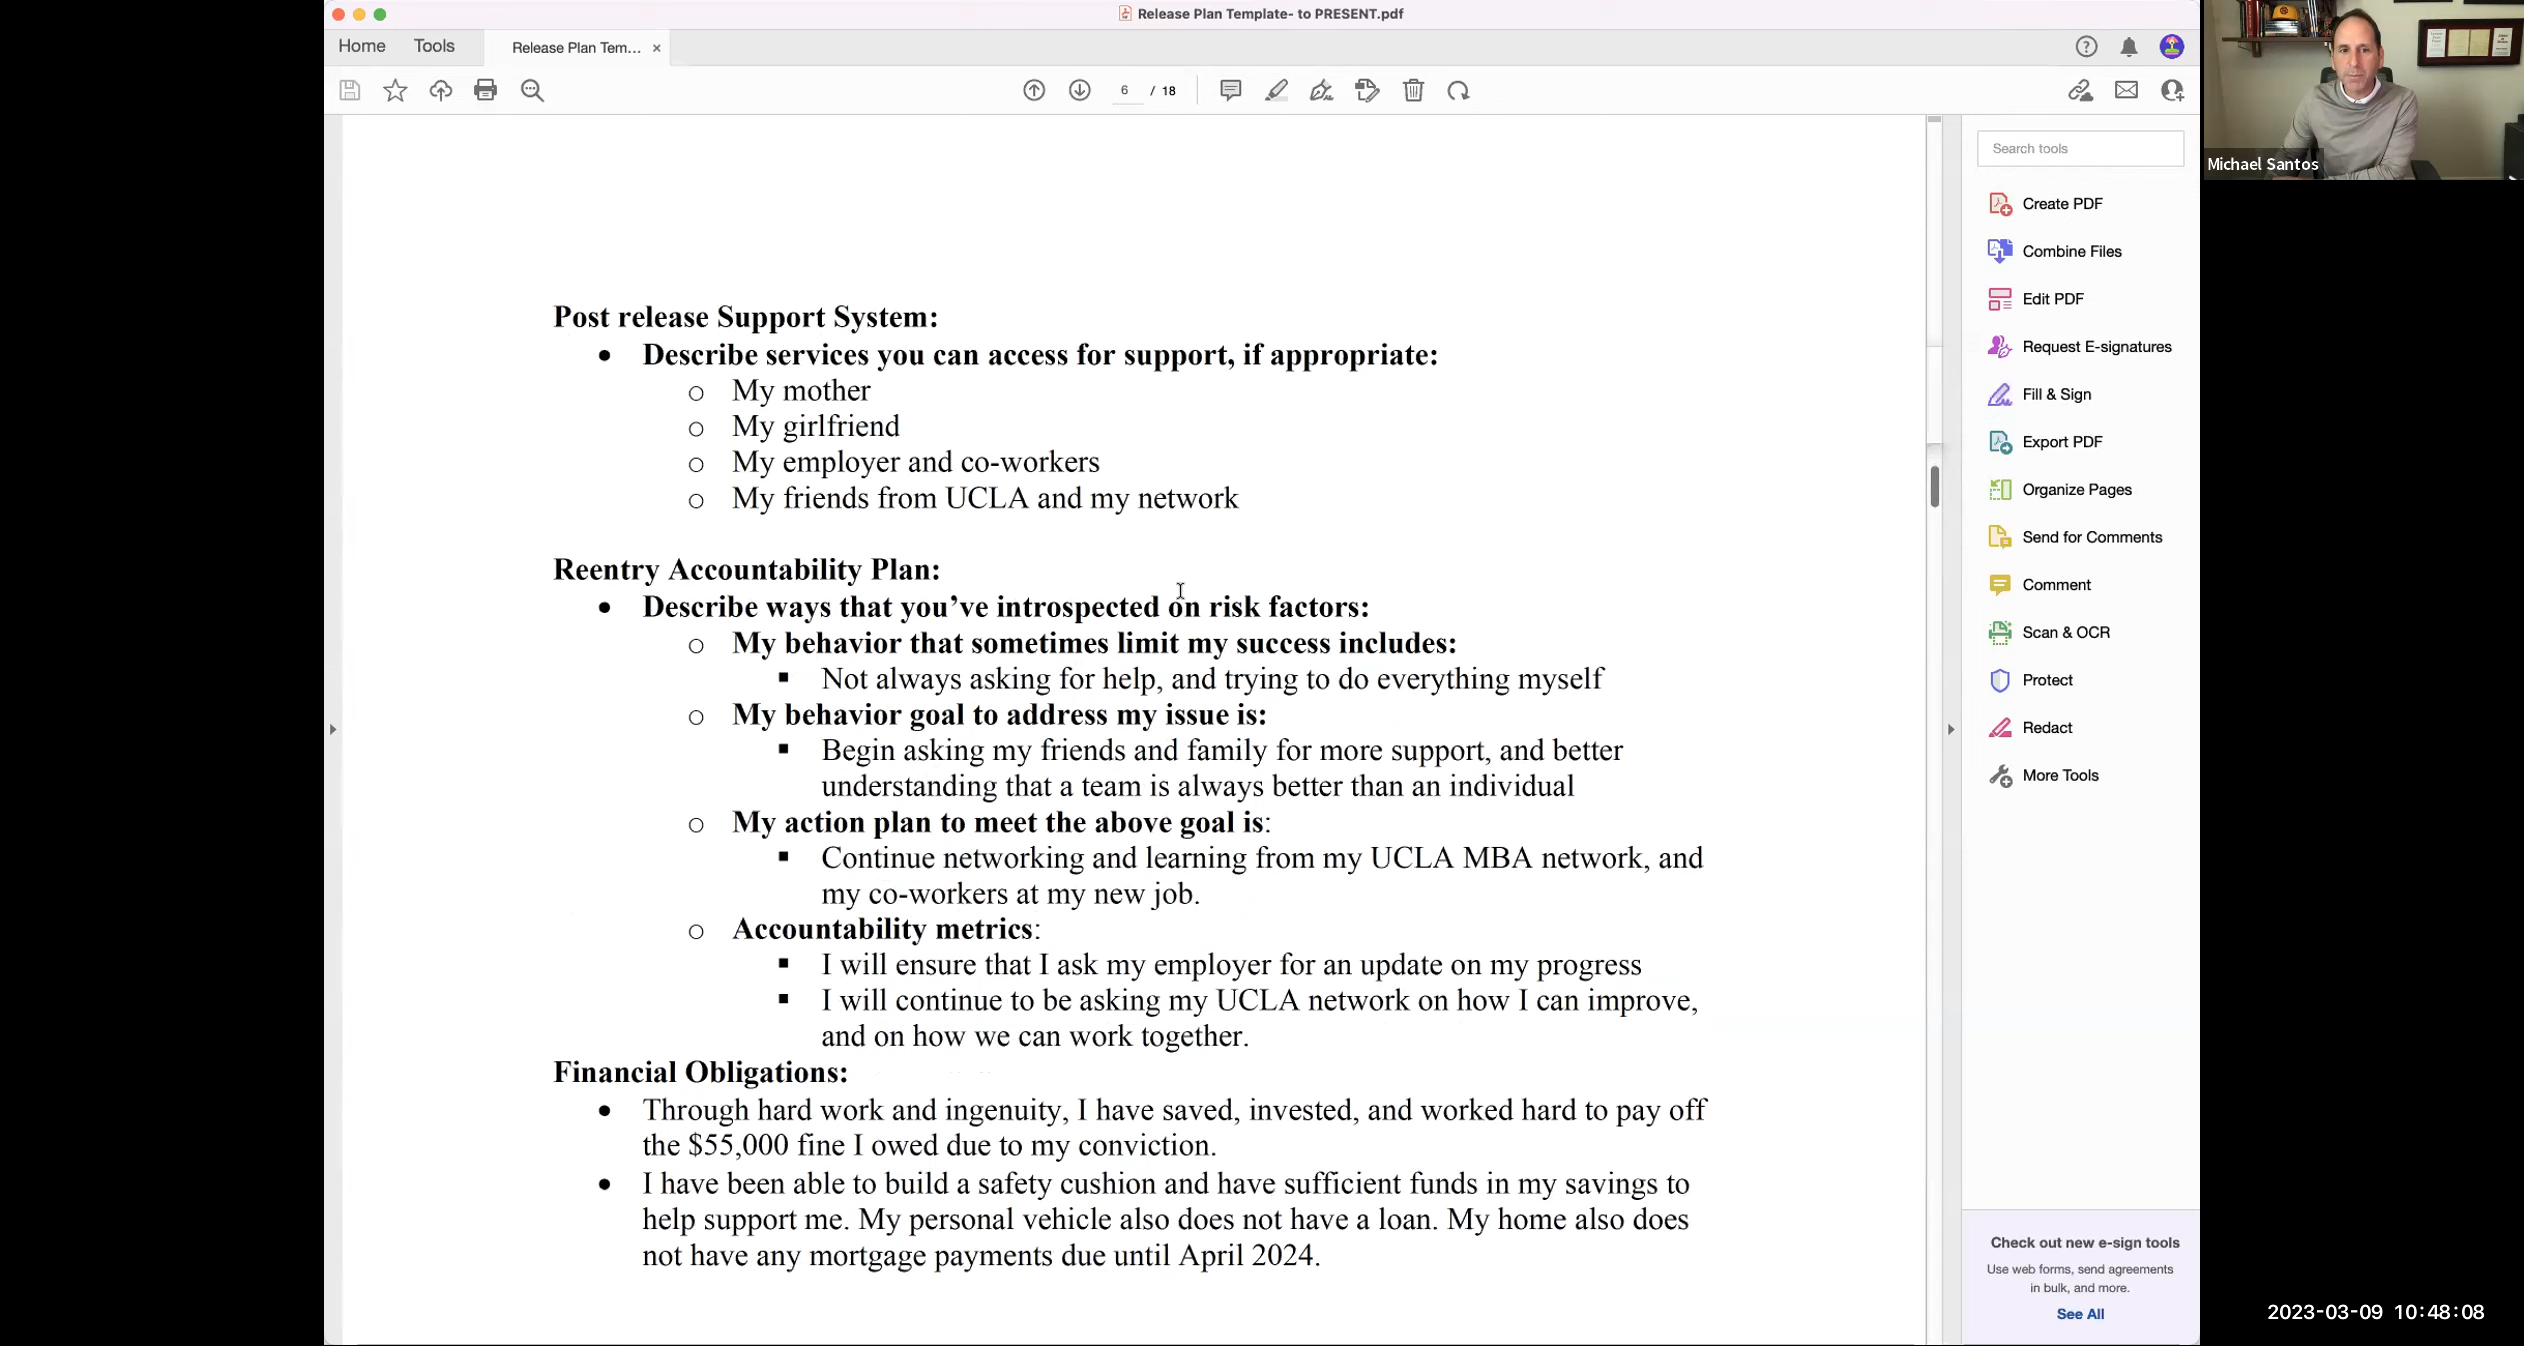 Release Plan Template- to PRESENT.pdf
Home
Tools
Release Plan Tem... ×
6 / 18
Michael Santos
Search tools
Create PDF
Combine Files
Edit PDF
Request E-signatures
Fill & Sign
Export PDF
Organize Pages
Send for Comments
Comment
Scan & OCR
Protect
Redact
More Tools
Post release Support System:
• Describe services you can access for support, if appropriate:
o My mother
o My girlfriend
o My employer and co-workers
o My friends from UCLA and my network
Reentry Accountability Plan:
• Describe ways that you’ve introspected on risk factors:
o My behavior that sometimes limit my success includes:
▪ Not always asking for help, and trying to do everything myself
o My behavior goal to address my issue is:
▪ Begin asking my friends and family for more support, and better
understanding that a team is always better than an individual
o My action plan to meet the above goal is:
▪ Continue networking and learning from my UCLA MBA network, and
my co-workers at my new job.
o Accountability metrics:
▪ I will ensure that I ask my employer for an update on my progress
▪ I will continue to be asking my UCLA network on how I can improve,
and on how we can work together.
Financial Obligations:
• Through hard work and ingenuity, I have saved, invested, and worked hard to pay off
the $55,000 fine I owed due to my conviction.
• I have been able to build a safety cushion and have sufficient funds in my savings to
help support me. My personal vehicle also does not have a loan. My home also does
not have any mortgage payments due until April 2024.
Check out new e-sign tools
Use web forms, send agreements
in bulk, and more.
See All
2023-03-09 10:48:08